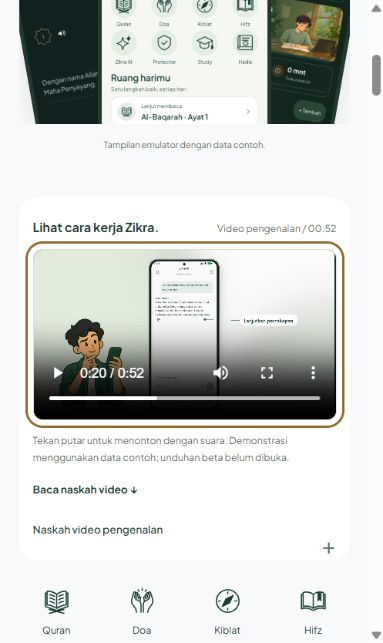 Quran Doa Kiblat Hifz
Zikra AI Protector Study Hadis
Dengan nama Allah
Maha Penyayang.
Ruang harimu
Satu langkah baik, setiap hari.
Lanjut membaca
Al-Baqarah · Ayat 1
0 mnt
+ Tambah
Tampilan emulator dengan data contoh.
Lihat cara kerja Zikra.
Video pengenalan / 00:52
Lanjutkan percakapan
0:20 / 0:52
Tekan putar untuk menonton dengan suara. Demonstrasi
menggunakan data contoh; unduhan beta belum dibuka.
Baca naskah video ↓
Naskah video pengenalan
+
Quran Doa Kiblat Hifz